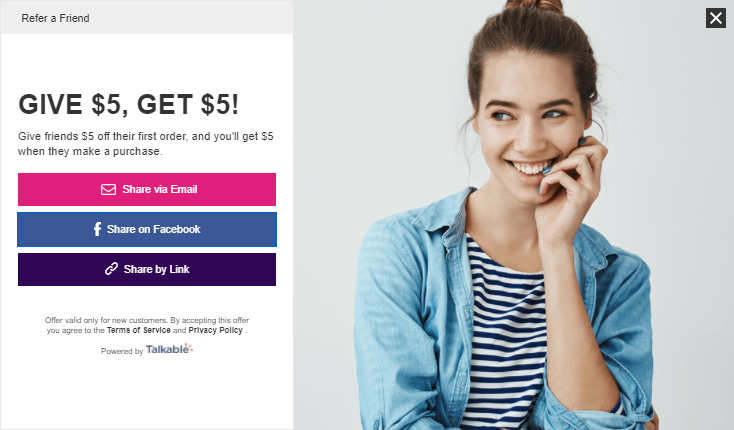 Refer a Friend
GIVE $5, GET $5!
Give friends $5 off their first order, and you'll get $5
when they make a purchase.
Share via Email
Share on Facebook
Share by Link
Offer valid only for new customers. By accepting this offer
you agree to the Terms of Service and Privacy Policy .
Powered by Talkable